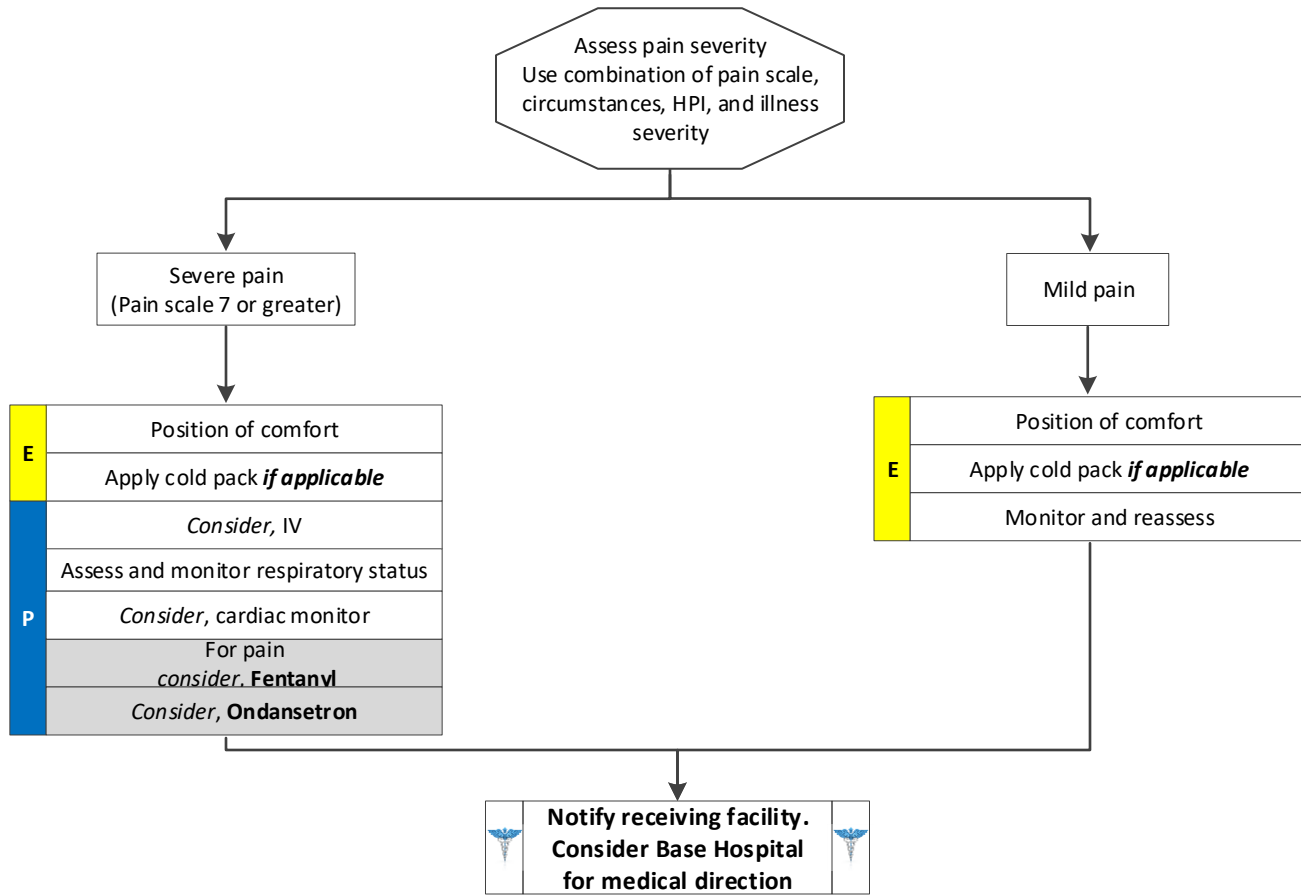 Assess pain severity
Use combination of pain scale,
circumstances, HPI, and illness
severity
Severe pain
(Pain scale 7 or greater)
Mild pain
E
Position of comfort
Apply cold pack if applicable
P
Consider, IV
Assess and monitor respiratory status
Consider, cardiac monitor
For pain
consider, Fentanyl
Consider, Ondansetron
E
Position of comfort
Apply cold pack if applicable
Monitor and reassess
Notify receiving facility.
Consider Base Hospital
for medical direction